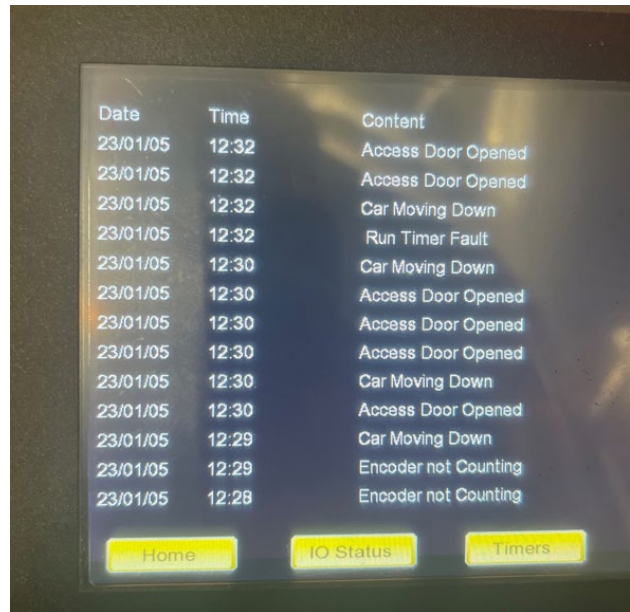 Date Time Content
23/01/05 12:32 Access Door Opened
23/01/05 12:32 Access Door Opened
23/01/05 12:32 Car Moving Down
23/01/05 12:32 Run Timer Fault
23/01/05 12:30 Car Moving Down
23/01/05 12:30 Access Door Opened
23/01/05 12:30 Access Door Opened
23/01/05 12:30 Access Door Opened
23/01/05 12:30 Car Moving Down
23/01/05 12:30 Access Door Opened
23/01/05 12:29 Car Moving Down
23/01/05 12:29 Encoder not Counting
23/01/05 12:28 Encoder not Counting
Home IO Status Timers